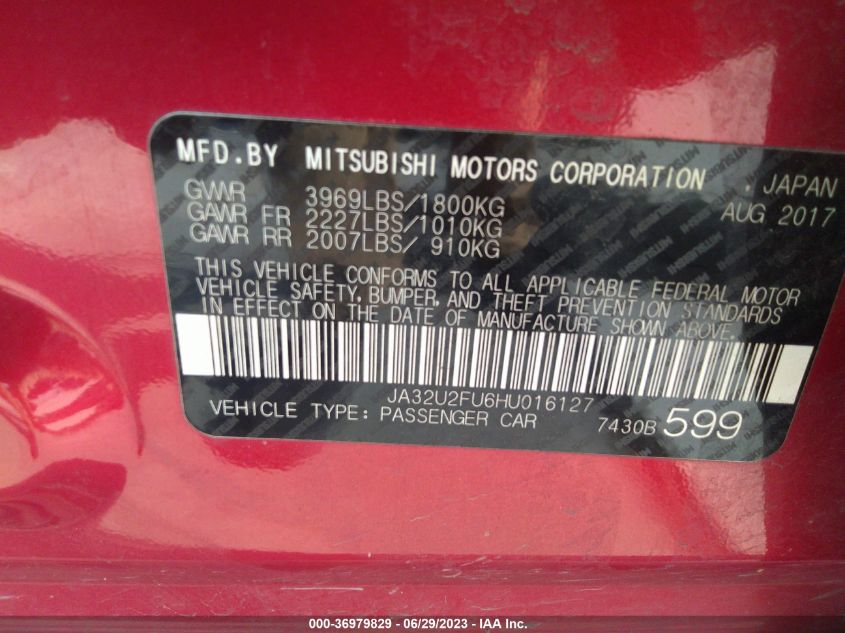 MFD.BY MITSUBISHI MOTORS CORPORATION , JAPAN
GVWR 3969LBS/1800KG AUG 2017
GAWR FR 2227LBS/1010KG
GAWR RR 2007LBS/ 910KG
THIS VEHICLE CONFORMS TO ALL APPLICABLE FEDERAL MOTOR
VEHICLE SAFETY, BUMPER, AND THEFT PREVENTION STANDARDS
IN EFFECT ON THE DATE OF MANUFACTURE SHOWN ABOVE.
JA32U2FU6HU016127
VEHICLE TYPE: PASSENGER CAR 7430B 599
000-36979829 - 06/29/2023 - IAA Inc.